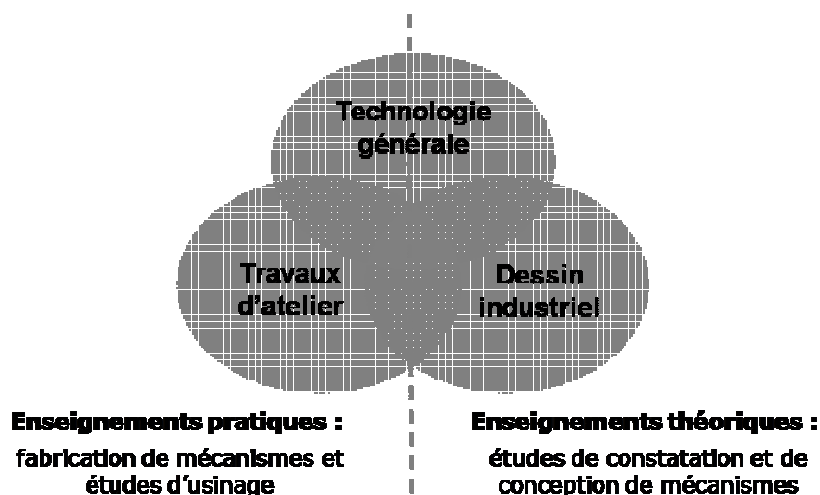 Technologie
générale
Travaux
d'atelier
Dessin
industriel
Enseignements pratiques :
fabrication de mécanismes et
études d'usinage
Enseignements théoriques :
études de constatation et de
conception de mécanismes